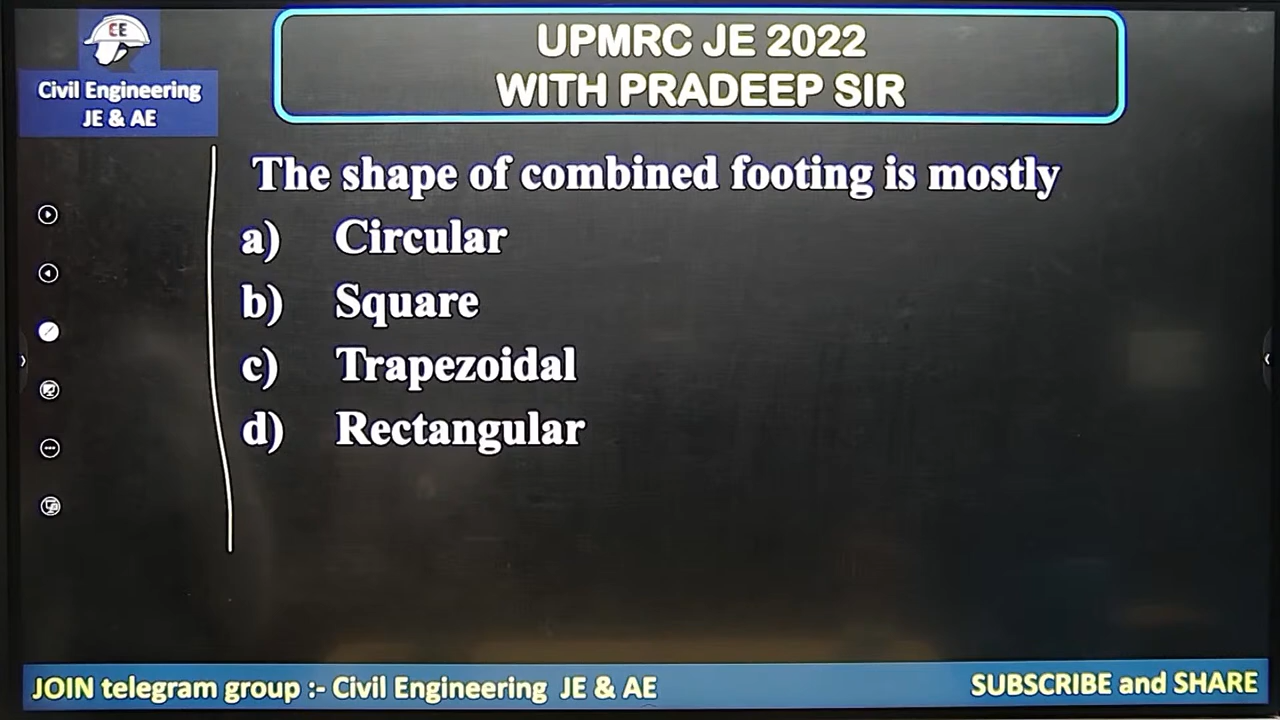 CE
Civil Engineering
JE & AE
UPMRC JE 2022
WITH PRADEEP SIR
The shape of combined footing is mostly
a) Circular
b) Square
c) Trapezoidal
d) Rectangular
JOIN telegram group :- Civil Engineering JE & AE
SUBSCRIBE and SHARE